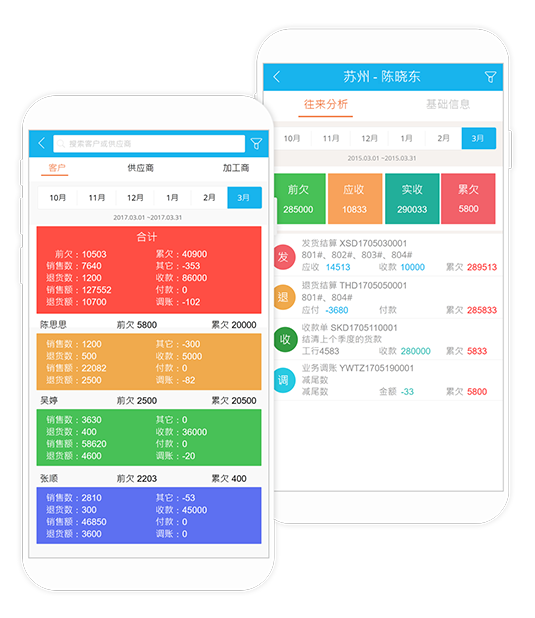 苏州 - 陈晓东
往来分析 基础信息
10月 11月 12月 1月 2月 3月
2015.03.01 ~2015.03.31
前欠 应收 实收 累欠
285000 10833 290033 5800
发 发货结算 XSD1705030001
801#、802#、803#、804#
应收 14513 收款 10000 累欠 289513
退 退货结算 THD1705050001
801#、804#
应付 -3680 付款 累欠 285833
收 收款单 SKD1705110001
结清上个季度的货款
工行4583 收款 280000 累欠 5833
调 业务调账 YWTZ1705190001
减尾数
减尾数 金额 -33 累欠 5800
搜索客户或供应商
客户 供应商 加工商
10月 11月 12月 1月 2月 3月
2017.03.01 ~2017.03.31
合计
前欠：10503 累欠：40900
销售数：7640 其它：-353
退货数：1200 收款：86000
销售额：127552 付款：0
退货额：10700 调账：-102
陈思思 前欠 5800 累欠 20000
销售数：1200 其它：-300
退货数：500 收款：5000
销售额：22082 付款：0
退货额：2500 调账：-82
吴婷 前欠 2500 累欠 20500
销售数：3630 其它：0
退货数：400 收款：36000
销售额：58620 付款：0
退货额：4600 调账：-20
张顺 前欠 2203 累欠 400
销售数：2810 其它：-53
退货数：300 收款：45000
销售额：46850 付款：0
退货额：3600 调账：0